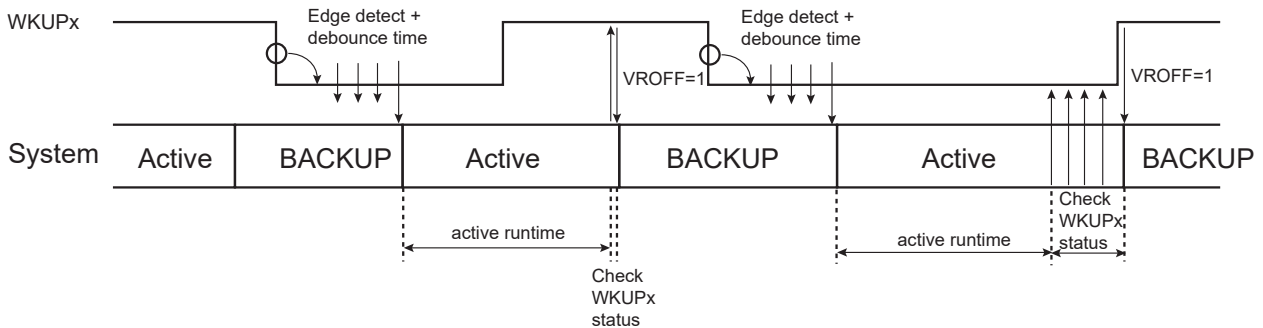 WKUPx
Edge detect +
debounce time
VROFF=1
Edge detect +
debounce time
VROFF=1
System
Active
BACKUP
Active
BACKUP
Active
BACKUP
active runtime
Check
WKUPx
status
active runtime
Check
WKUPx
status